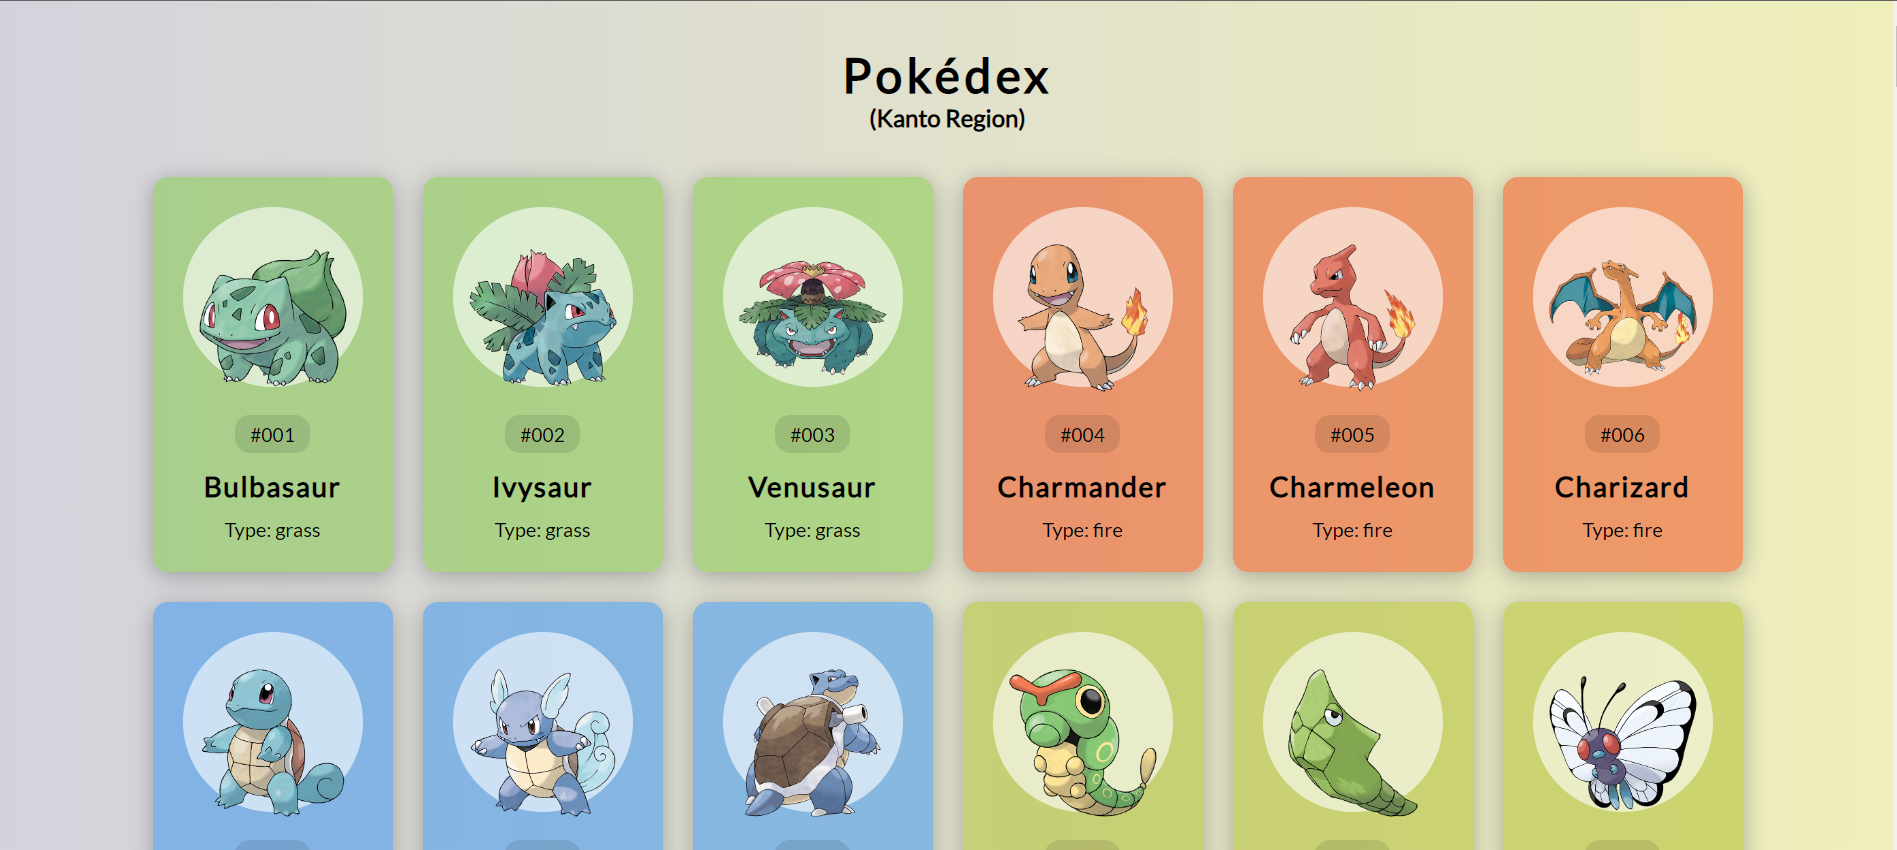 Pokédex
(Kanto Region)
#001
Bulbasaur
Type: grass
#002
Ivysaur
Type: grass
#003
Venusaur
Type: grass
#004
Charmander
Type: fire
#005
Charmeleon
Type: fire
#006
Charizard
Type: fire